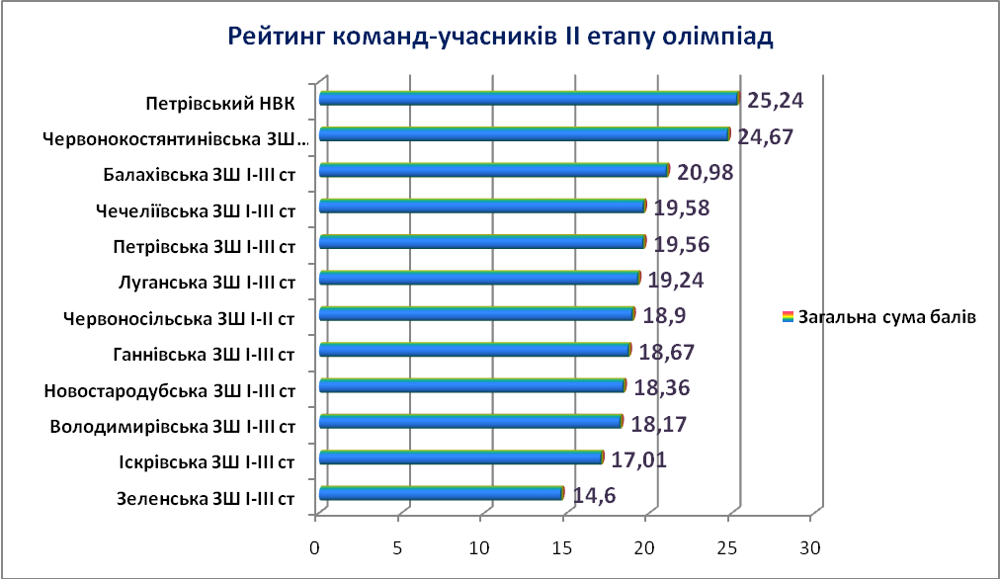 Рейтинг команд-учасників ІІ етапу олімпіад
Петрівський НВК 25,24
Червонокостянтинівська ЗШ... 24,67
Балахівська ЗШ І-ІІІ ст 20,98
Чечеліївська ЗШ І-ІІІ ст 19,58
Петрівська ЗШ І-ІІІ ст 19,56
Луганська ЗШ І-ІІІ ст 19,24
Червоносільська ЗШ І-ІІ ст 18,9
Ганнівська ЗШ І-ІІІ ст 18,67
Новостародубська ЗШ І-ІІІ ст 18,36
Володимирівська ЗШ І-ІІІ ст 18,17
Іскрівська ЗШ І-ІІІ ст 17,01
Зеленська ЗШ І-ІІІ ст 14,6
0 5 10 15 20 25 30
Загальна сума балів